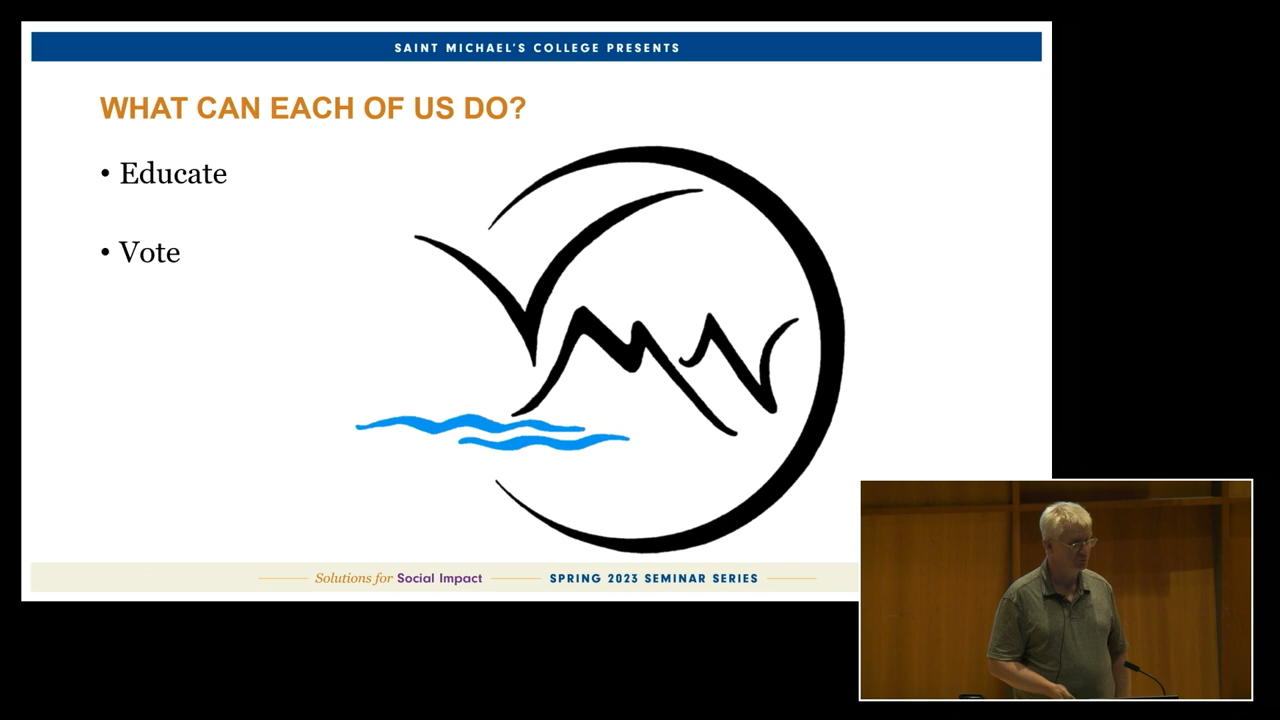 SAINT MICHAEL'S COLLEGE PRESENTS
WHAT CAN EACH OF US DO?
• Educate
• Vote
Solutions for Social Impact
SPRING 2023 SEMINAR SERIES